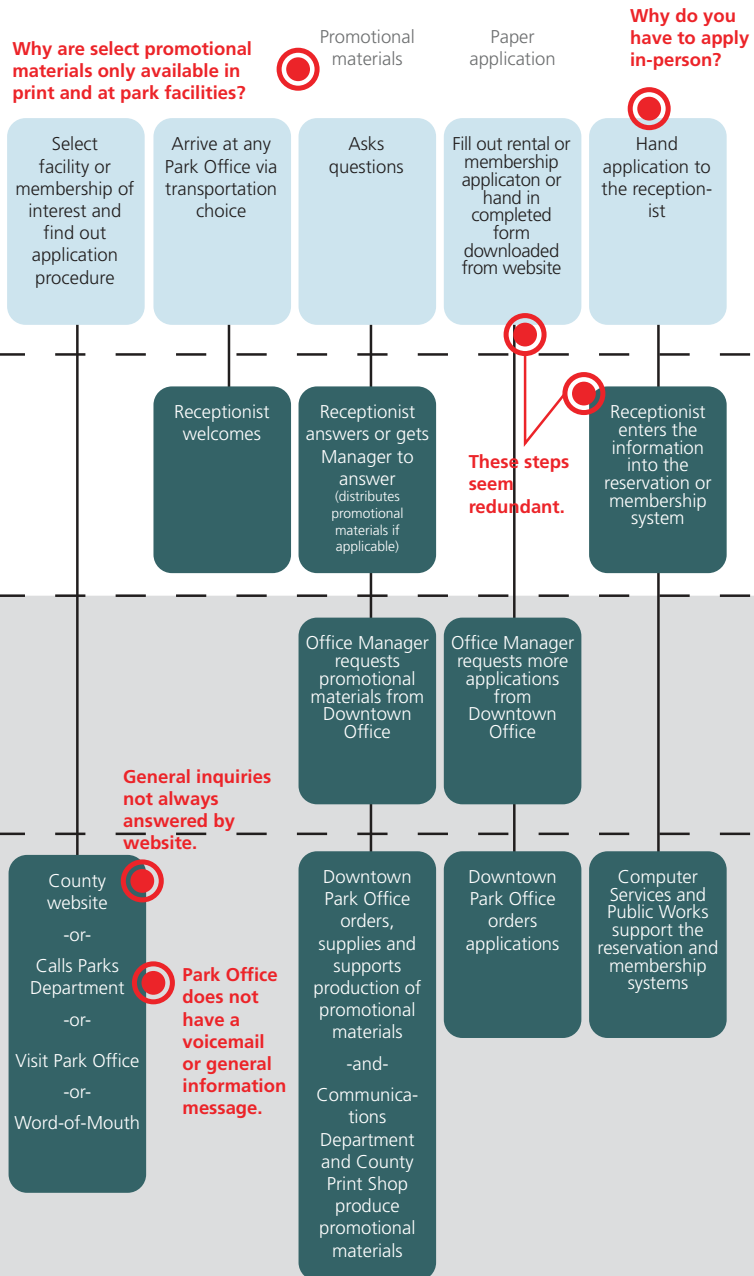 Why are select promotional
materials only available in
print and at park facilities?
Promotional
materials
Paper
application
Why do you
have to apply
in-person?
Select
facility or
membership of
interest and
find out
application
procedure
Arrive at any
Park Office via
transportation
choice
Asks
questions
Fill out rental or
membership
applicaton or
hand in
completed
form
downloaded
from website
Hand
application to
the reception-
ist
Receptionist
welcomes
Receptionist
answers or gets
Manager to
answer
(distributes
promotional
materials if
applicable)
These steps
seem
redundant.
Receptionist
enters the
information
into the
reservation or
membership
system
Office Manager
requests
promotional
materials from
Downtown
Office
Office Manager
requests more
applications
from
Downtown
Office
General inquiries
not always
answered by
website.
County
website
-or-
Calls Parks
Department
-or-
Visit Park Office
-or-
Word-of-Mouth
Park Office
does not
have a
voicemail
or general
information
message.
Downtown
Park Office
orders,
supplies and
supports
production of
promotional
materials
-and-
Communica-
tions
Department
and County
Print Shop
produce
promotional
materials
Downtown
Park Office
orders
applications
Computer
Services and
Public Works
support the
reservation and
membership
systems